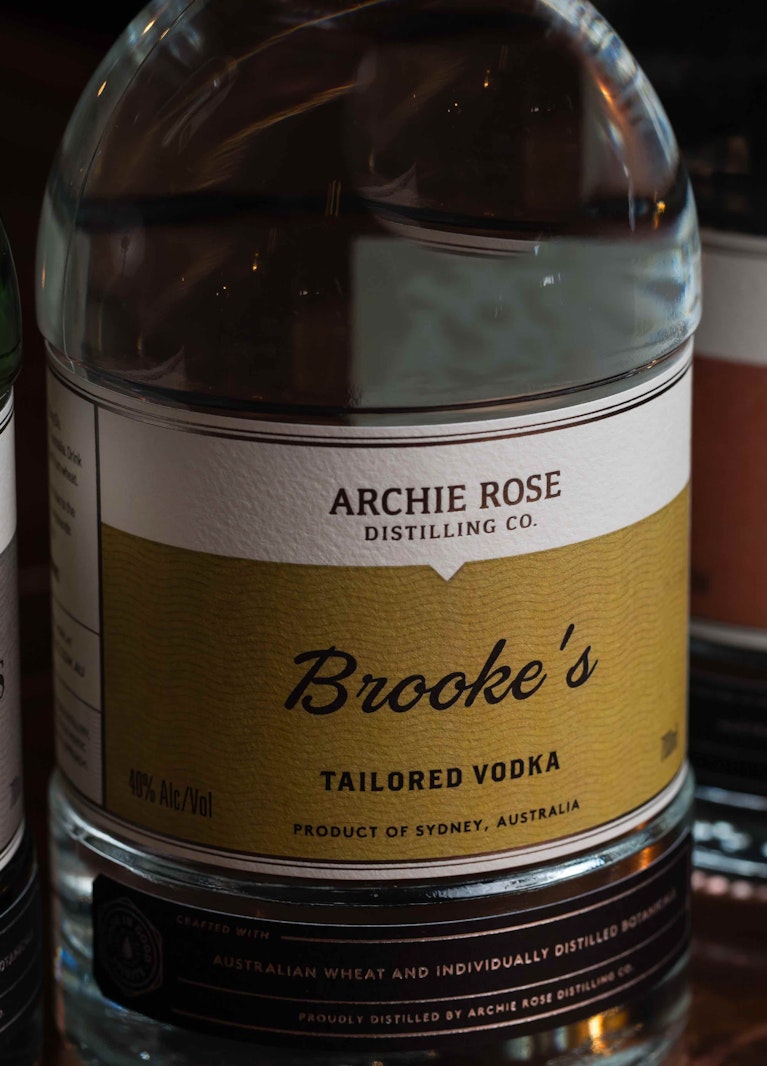 ARCHIE ROSE
DISTILLING CO.
Brooke's
TAILORED VODKA
40% Alc/Vol
PRODUCT OF SYDNEY, AUSTRALIA
CRAFTED WITH
AUSTRALIAN WHEAT AND INDIVIDUALLY DISTILLED BOTANICALS
PROUDLY DISTILLED BY ARCHIE ROSE DISTILLING CO.